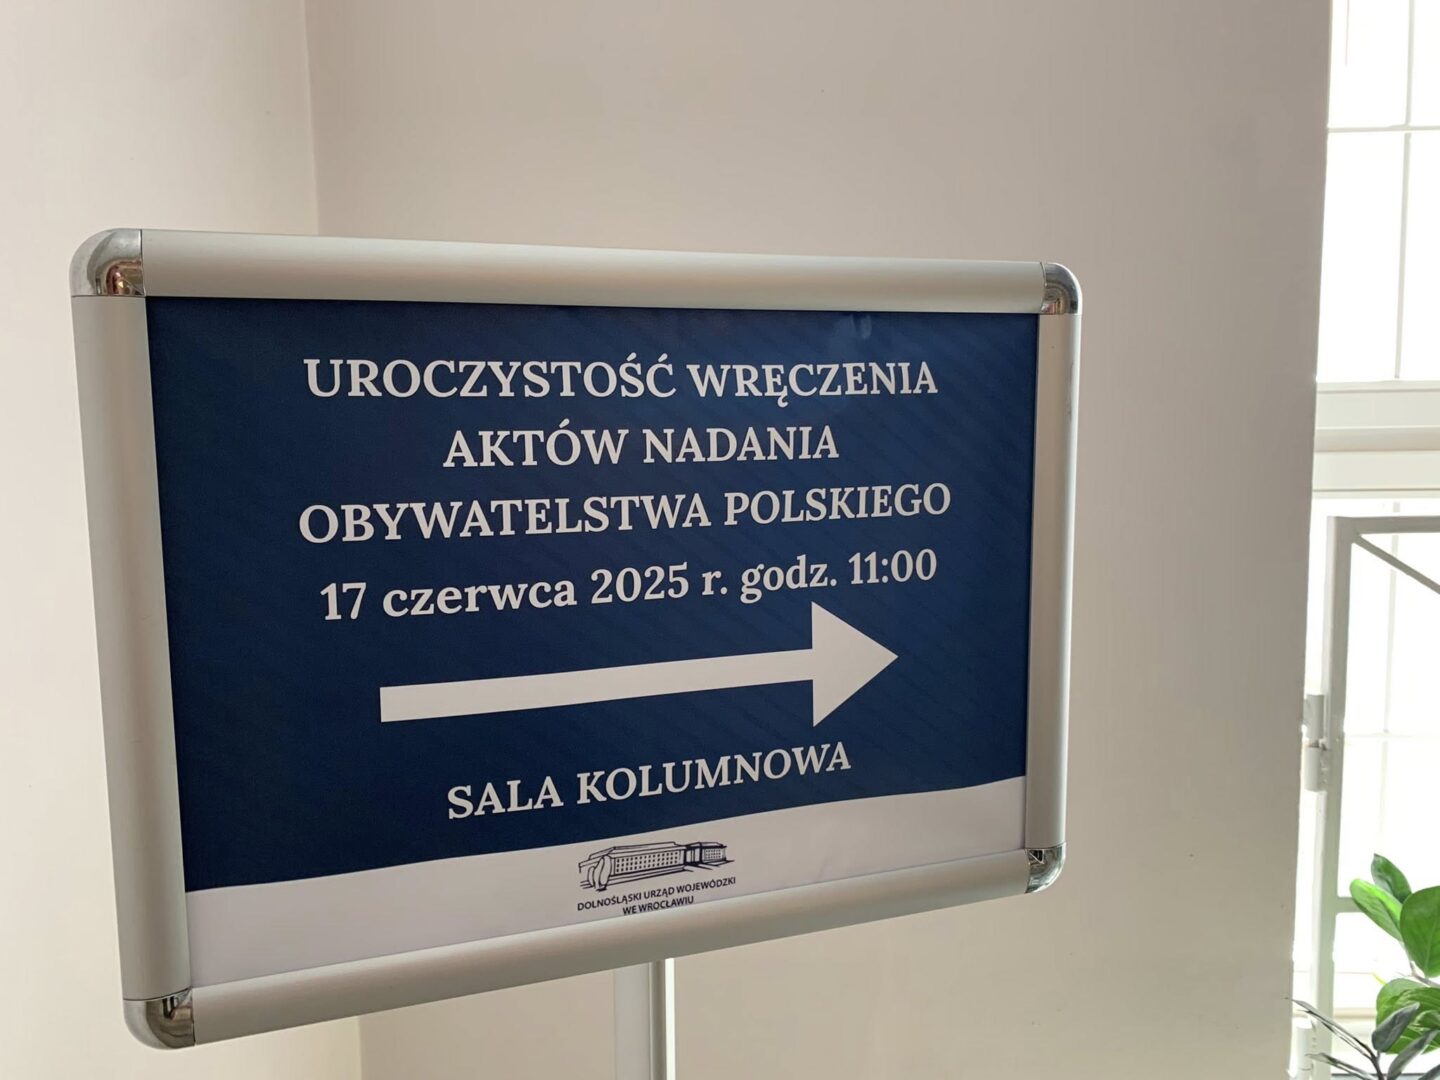 UROCZYSTOŚĆ WRĘCZENIA
AKTÓW NADANIA
OBYWATELSTWA POLSKIEGO
17 czerwca 2025 r. godz. 11:00
SALA KOLUMNOWA
DOLNOŚLĄSKI URZĄD WOJEWÓDZKI
WE WROCŁAWIU